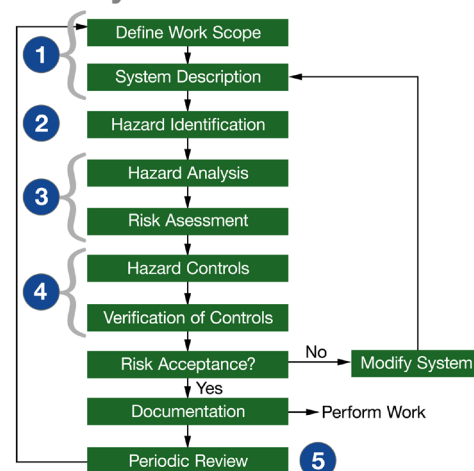 1
Define Work Scope
System Description
2
Hazard Identification
3
Hazard Analysis
Risk Asessment
4
Hazard Controls
Verification of Controls
Risk Acceptance?
No
Modify System
Yes
Documentation
Perform Work
Periodic Review
5